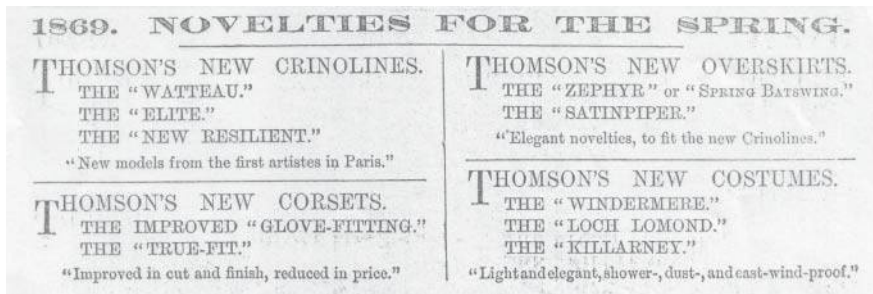 1869. NOVELTIES FOR THE SPRING.
THOMSON'S NEW CRINOLINES.
THE "WATTEAU."
THE "ELITE."
THE "NEW RESILIENT."
"New models from the first artistes in Paris."
THOMSON'S NEW CORSETS.
THE IMPROVED "GLOVE-FITTING."
THE "TRUE-FIT."
"Improved in cut and finish, reduced in price."
THOMSON'S NEW OVERSKIRTS.
THE "ZEPHYR" or "SPRING BATSWING."
THE "SATINPIPER."
"Elegant novelties, to fit the new Crinolines."
THOMSON'S NEW COSTUMES.
THE "WINDERMERE."
THE "LOCH LOMOND."
THE "KILLARNEY."
"Light and elegant, shower-, dust-, and east-wind-proof."